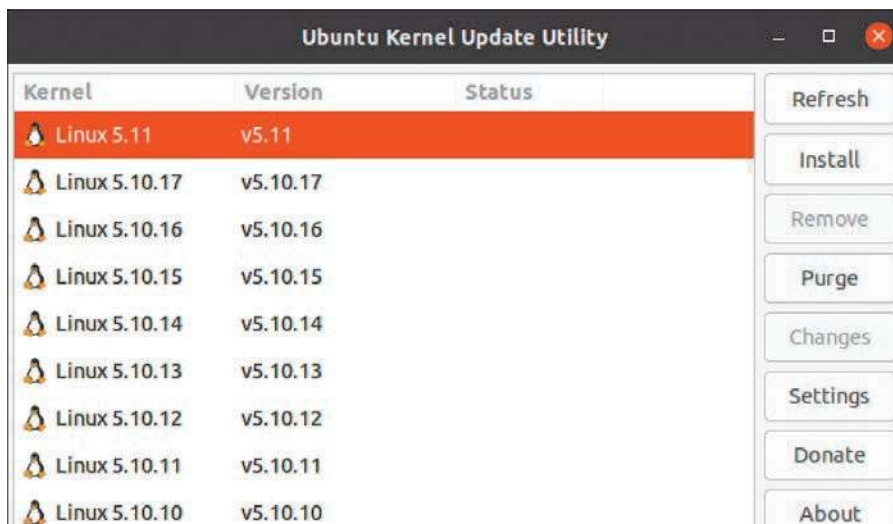 Ubuntu Kernel Update Utility
Kernel Version Status
Linux 5.11 v5.11
Linux 5.10.17 v5.10.17
Linux 5.10.16 v5.10.16
Linux 5.10.15 v5.10.15
Linux 5.10.14 v5.10.14
Linux 5.10.13 v5.10.13
Linux 5.10.12 v5.10.12
Linux 5.10.11 v5.10.11
Linux 5.10.10 v5.10.10
Refresh
Install
Remove
Purge
Changes
Settings
Donate
About